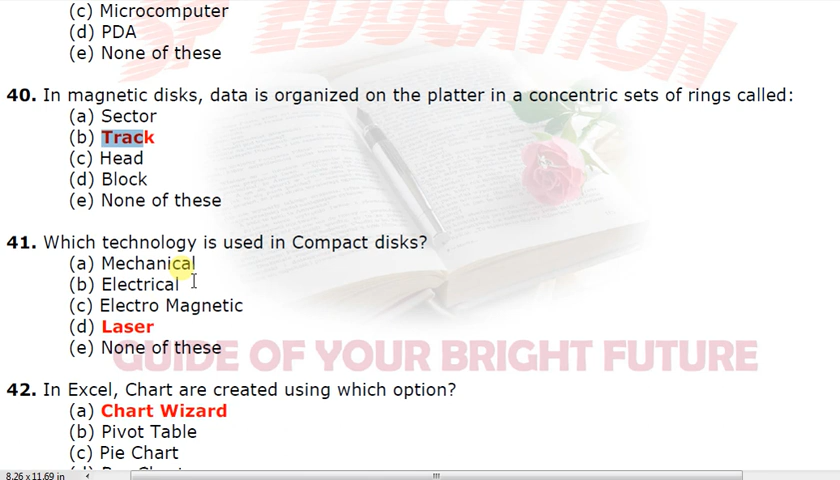 (c) Microcomputer
(d) PDA
(e) None of these
SP EDUCATION
40. In magnetic disks, data is organized on the platter in a concentric sets of rings called:
(a) Sector
(b) Track
(c) Head
(d) Block
(e) None of these
41. Which technology is used in Compact disks?
(a) Mechanical
(b) Electrical
(c) Electro Magnetic
(d) Laser
(e) None of these
GUIDE OF YOUR BRIGHT FUTURE
42. In Excel, Chart are created using which option?
(a) Chart Wizard
(b) Pivot Table
(c) Pie Chart
8.26 x 11.69 in